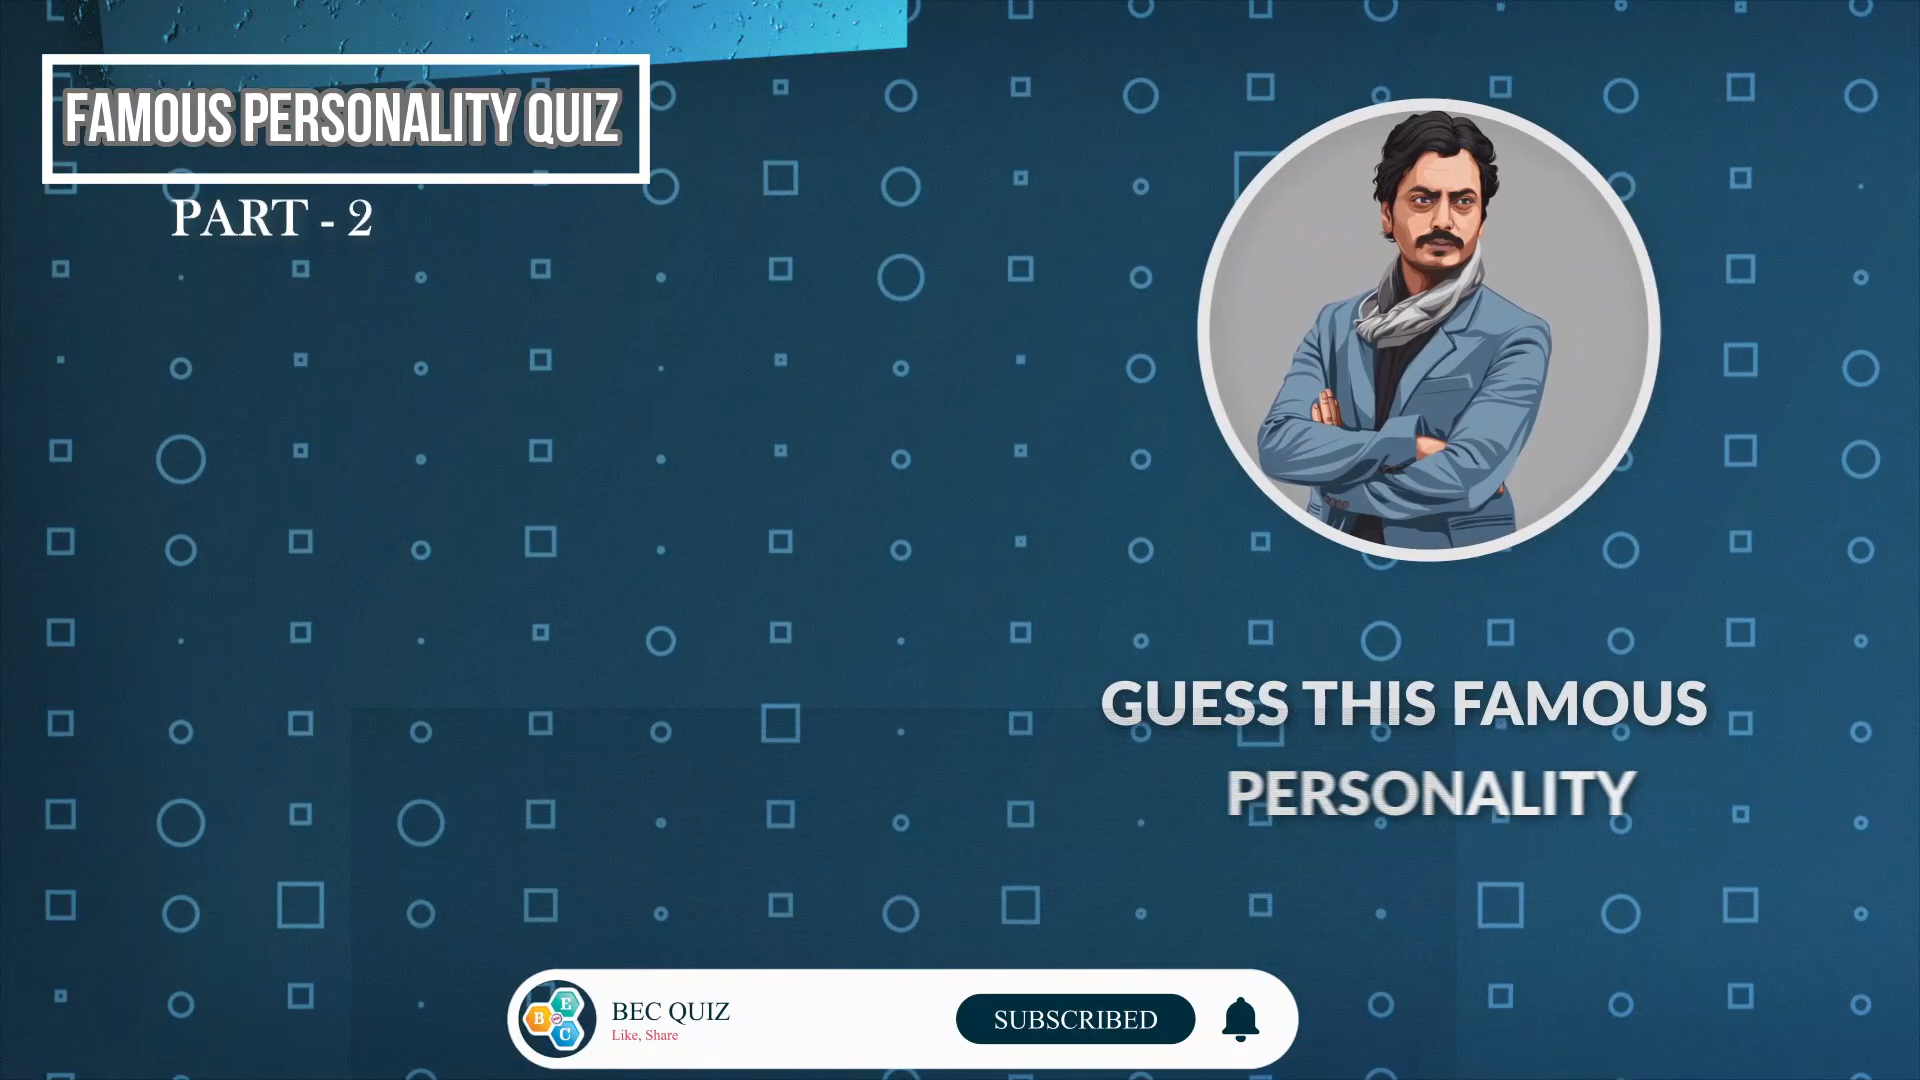 FAMOUS PERSONALITY QUIZ
PART - 2
GUESS THIS FAMOUS
PERSONALITY
B E C
BEC QUIZ
Like, Share
SUBSCRIBED